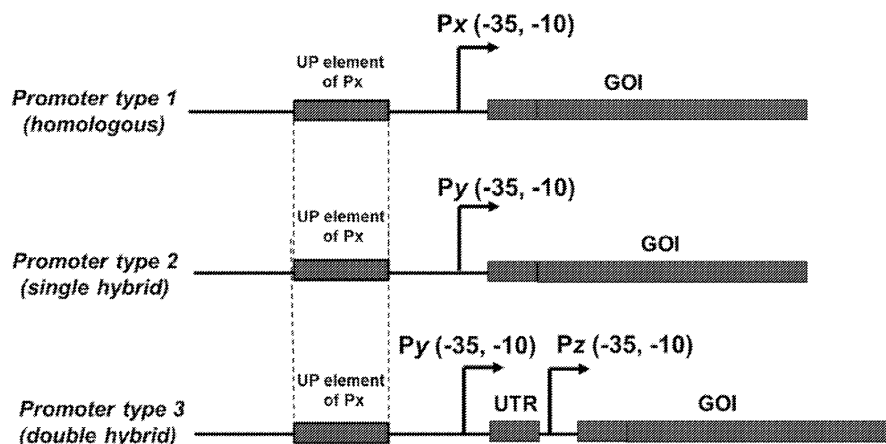 Px (-35, -10)
UP element
of Px
GOI
Promoter type 1
(homologous)
Py (-35, -10)
UP element
of Px
GOI
Promoter type 2
(single hybrid)
Py (-35, -10) Pz (-35, -10)
UP element
of Px
UTR
GOI
Promoter type 3
(double hybrid)